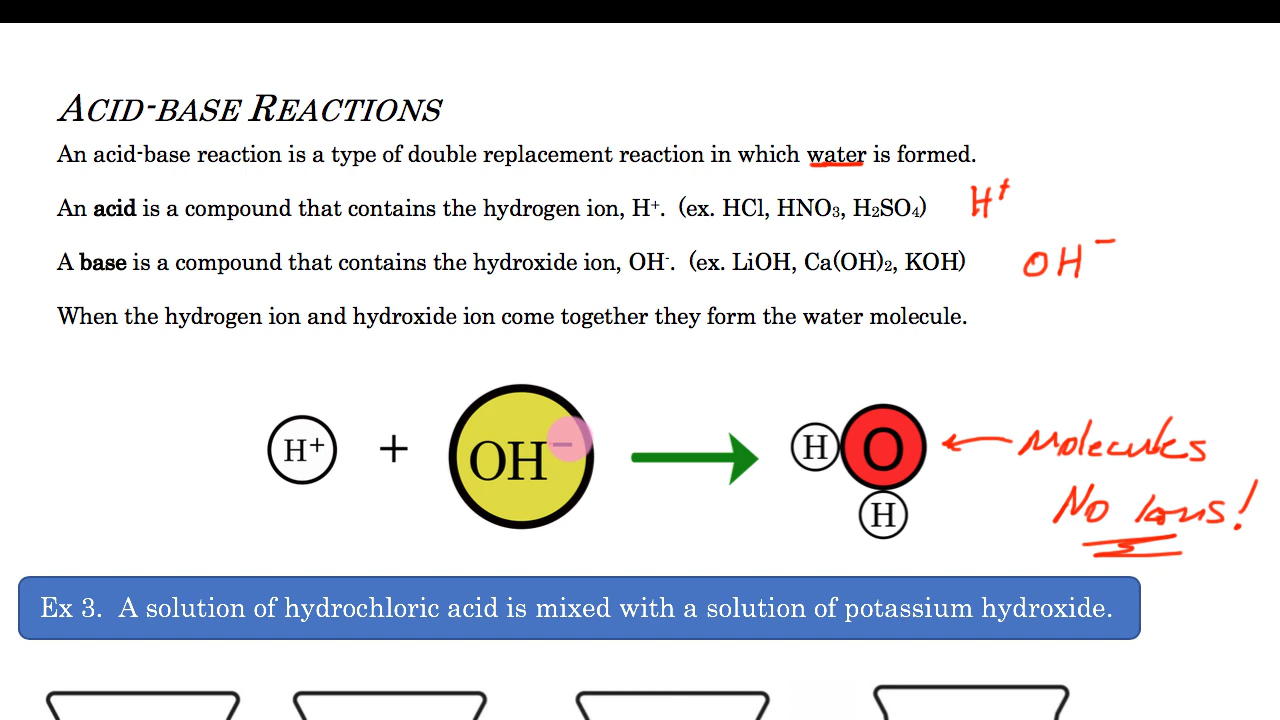 ACID-BASE REACTIONS
An acid-base reaction is a type of double replacement reaction in which water is formed.
An acid is a compound that contains the hydrogen ion, H⁺. (ex. HCl, HNO₃, H₂SO₄) H⁺
A base is a compound that contains the hydroxide ion, OH⁻. (ex. LiOH, Ca(OH)₂, KOH) OH⁻
When the hydrogen ion and hydroxide ion come together they form the water molecule.
H⁺ + OH⁻ H O ← Molecules
H No Ions!
Ex 3. A solution of hydrochloric acid is mixed with a solution of potassium hydroxide.